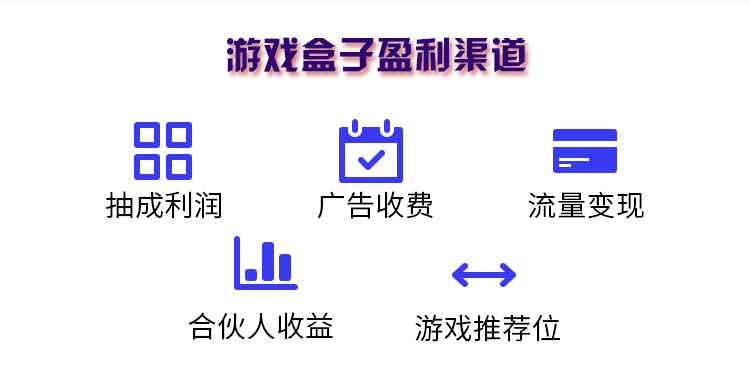 游戏盒子盈利渠道
抽成利润
广告收费
流量变现
合伙人收益
游戏推荐位